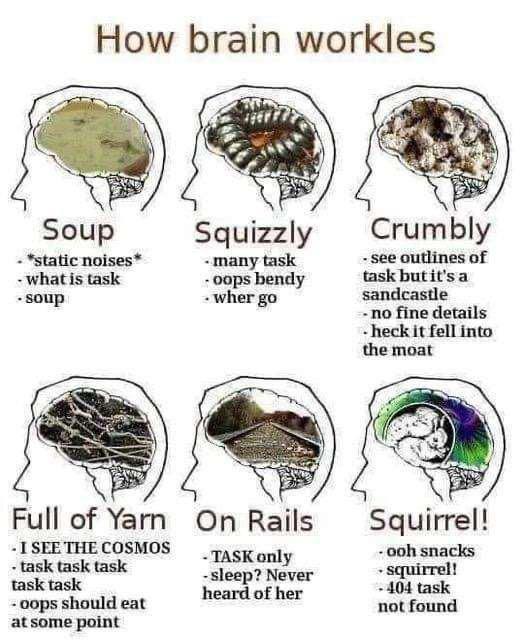 How brain workles
Soup
- *static noises*
- what is task
- soup
Squizzly
- many task
- oops bendy
- wher go
Crumbly
- see outlines of
task but it's a
sandcastle
- no fine details
- heck it fell into
the moat
Full of Yarn
- I SEE THE COSMOS
- task task task
task task
- oops should eat
at some point
On Rails
- TASK only
- sleep? Never
heard of her
Squirrel!
- ooh snacks
- squirrel!
- 404 task
not found